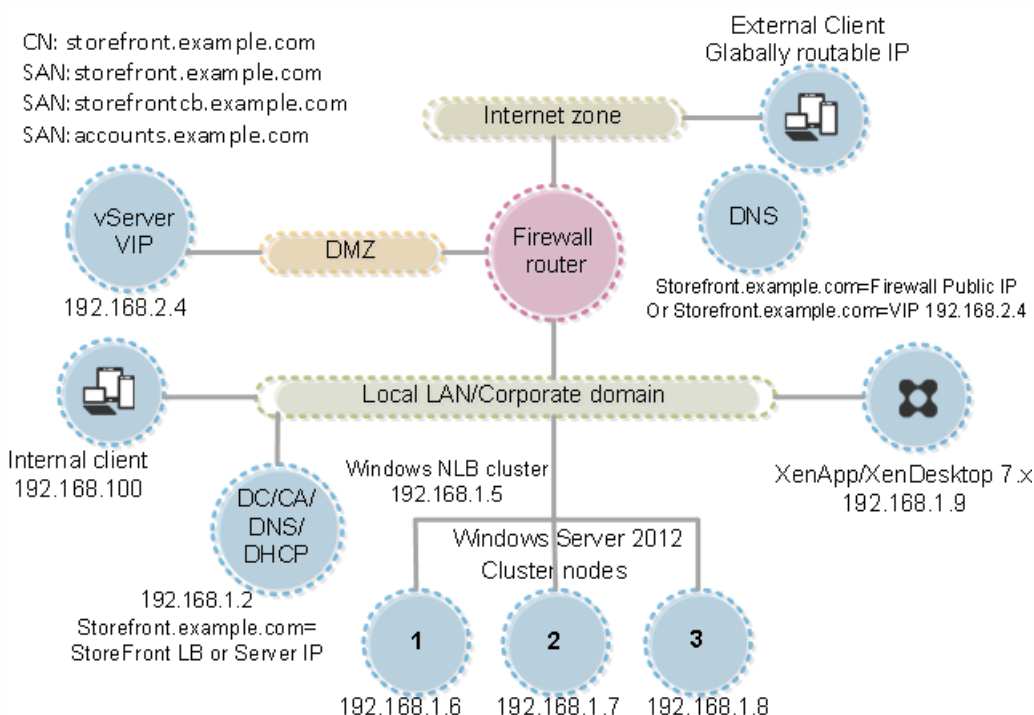 CN: storefront.example.com
SAN: storefront.example.com
SAN: storefrontcb.example.com
SAN: accounts.example.com
External Client
Glabally routable IP
Internet zone
vServer
VIP
192.168.2.4
DMZ
Firewall
router
DNS
Storefront.example.com=Firewall Public IP
Or Storefront.example.com=VIP 192.168.2.4
Local LAN/Corporate domain
Internal client
192.168.100
DC/CA/
DNS/
DHCP
192.168.1.2
Storefront.example.com=
StoreFront LB or Server IP
Windows NLB cluster
192.168.1.5
Windows Server 2012
Cluster nodes
XenApp/XenDesktop 7.x
192.168.1.9
1
2
3
192.168.1.6
192.168.1.7
192.168.1.8